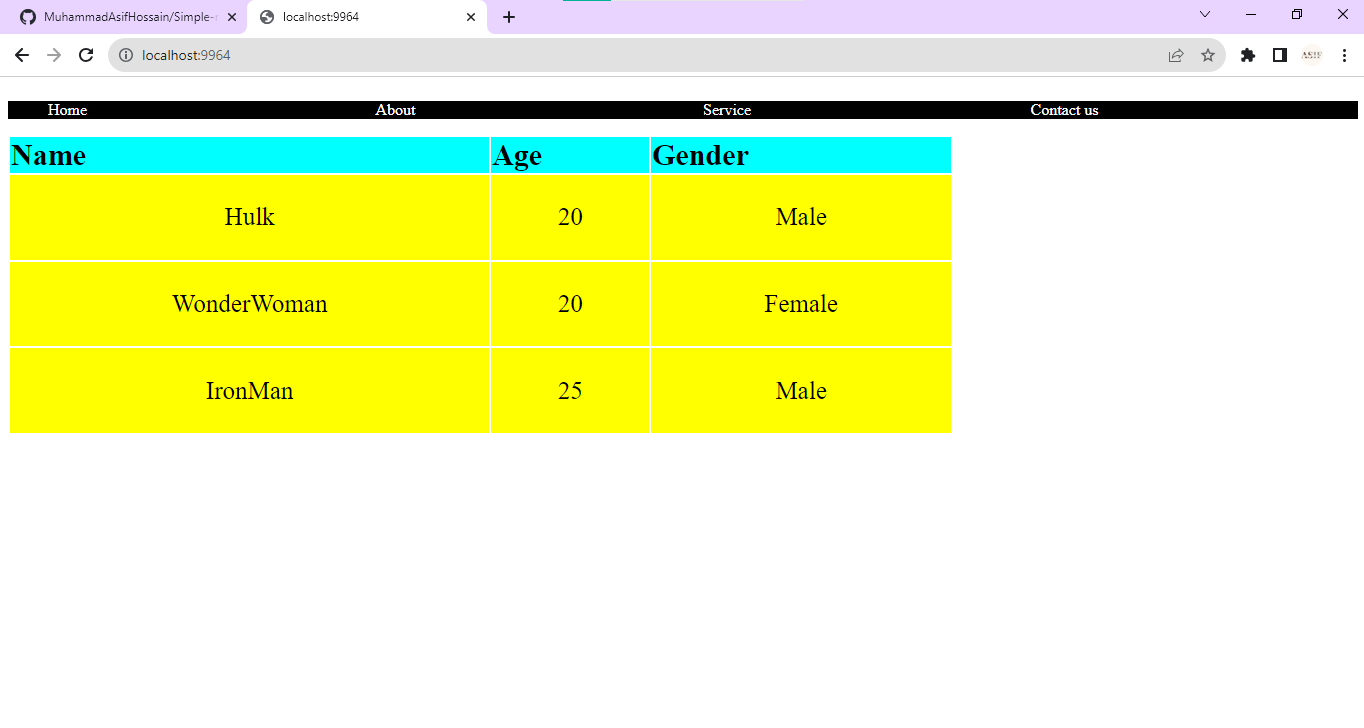 MuhammadAsifHossain/Simple-
localhost:9964
localhost:9964
Home About Service Contact us
Name Age Gender
Hulk 20 Male
WonderWoman 20 Female
IronMan 25 Male